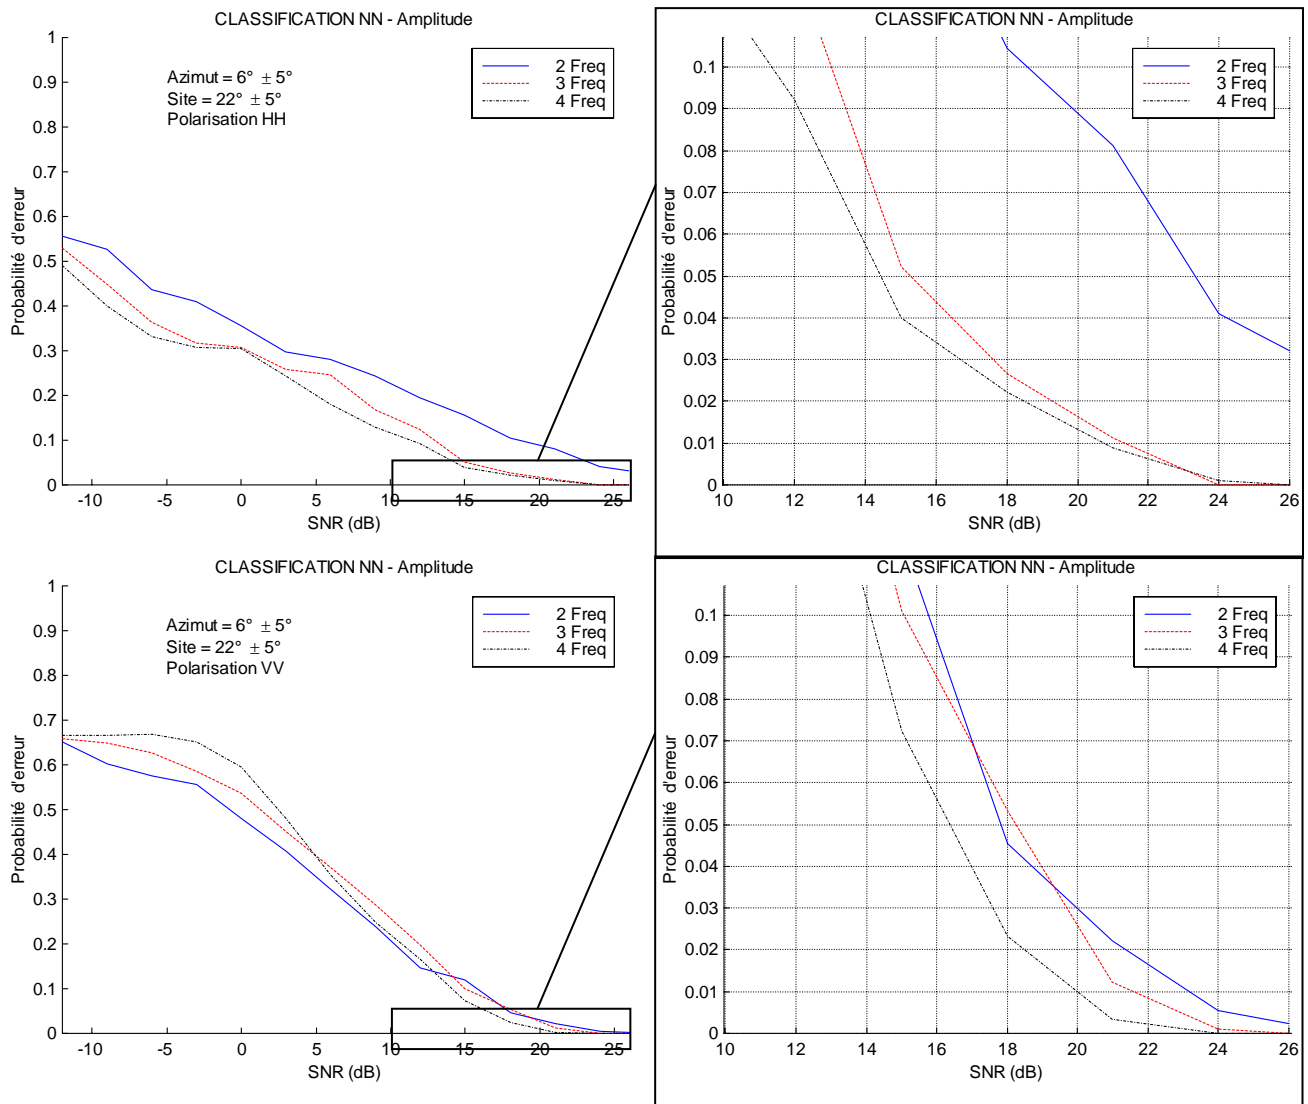 CLASSIFICATION NN - Amplitude
1
0.9
0.8
0.7
0.6
0.5
0.4
0.3
0.2
0.1
0
Probabilité d'erreur
Azimut = 6° ± 5°
Site = 22° ± 5°
Polarisation HH
2 Freq
3 Freq
4 Freq
-10 -5 0 5 10 15 20 25
SNR (dB)
CLASSIFICATION NN - Amplitude
0.1
0.09
0.08
0.07
0.06
0.05
0.04
0.03
0.02
0.01
0
Probabilité d'erreur
2 Freq
3 Freq
4 Freq
10 12 14 16 18 20 22 24 26
SNR (dB)
CLASSIFICATION NN - Amplitude
1
0.9
0.8
0.7
0.6
0.5
0.4
0.3
0.2
0.1
0
Probabilité d'erreur
Azimut = 6° ± 5°
Site = 22° ± 5°
Polarisation VV
2 Freq
3 Freq
4 Freq
-10 -5 0 5 10 15 20 25
SNR (dB)
CLASSIFICATION NN - Amplitude
0.1
0.09
0.08
0.07
0.06
0.05
0.04
0.03
0.02
0.01
0
Probabilité d'erreur
2 Freq
3 Freq
4 Freq
10 12 14 16 18 20 22 24 26
SNR (dB)